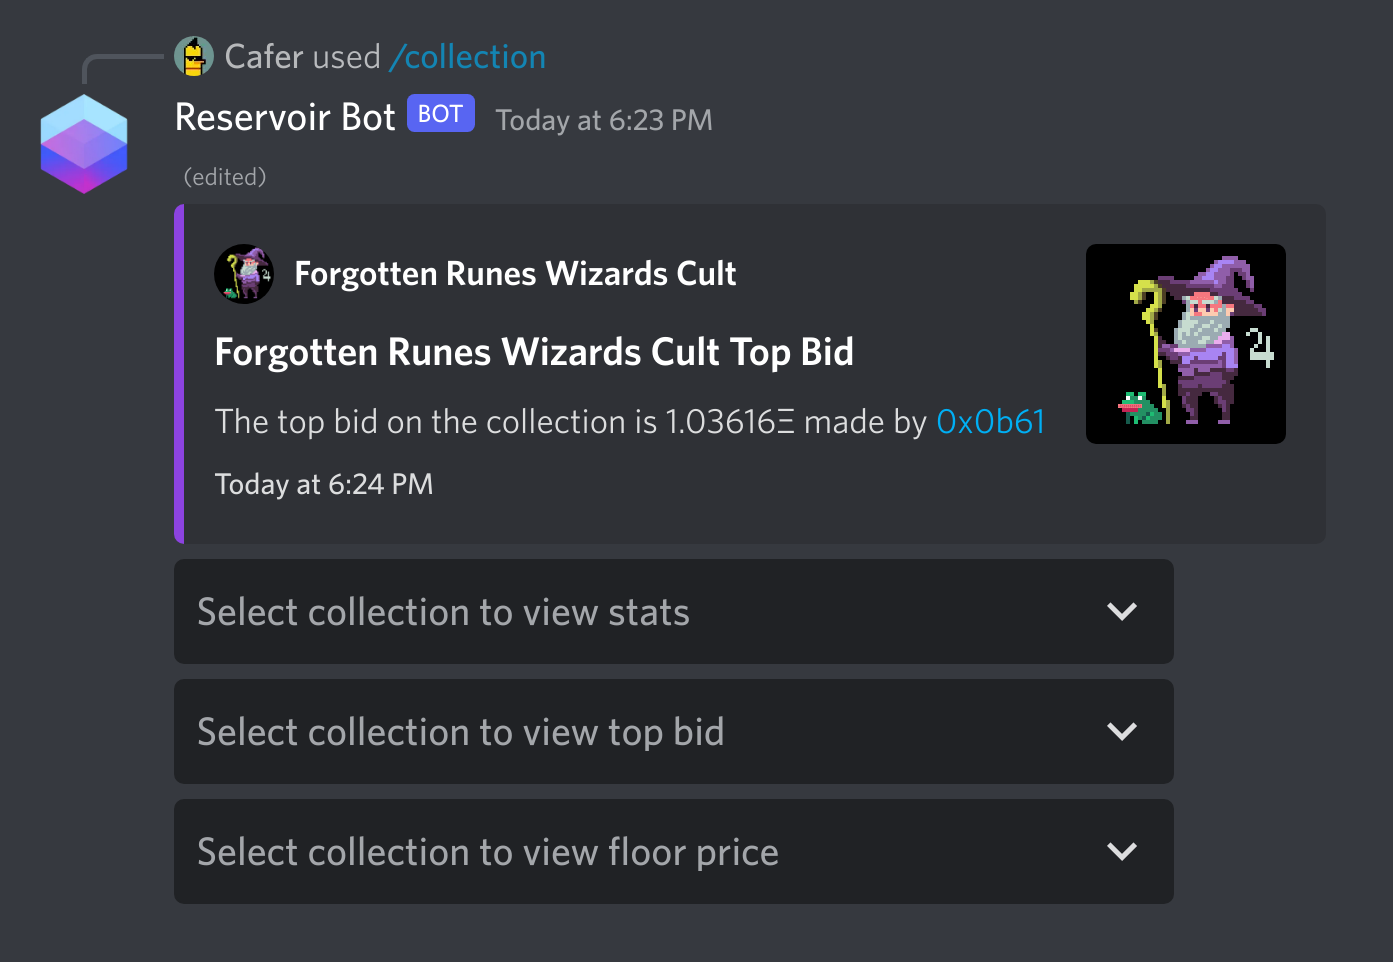 Cafer used /collection
Reservoir Bot BOT Today at 6:23 PM
(edited)
Forgotten Runes Wizards Cult
Forgotten Runes Wizards Cult Top Bid
The top bid on the collection is 1.03616Ξ made by 0x0b61
Today at 6:24 PM
Select collection to view stats
Select collection to view top bid
Select collection to view floor price